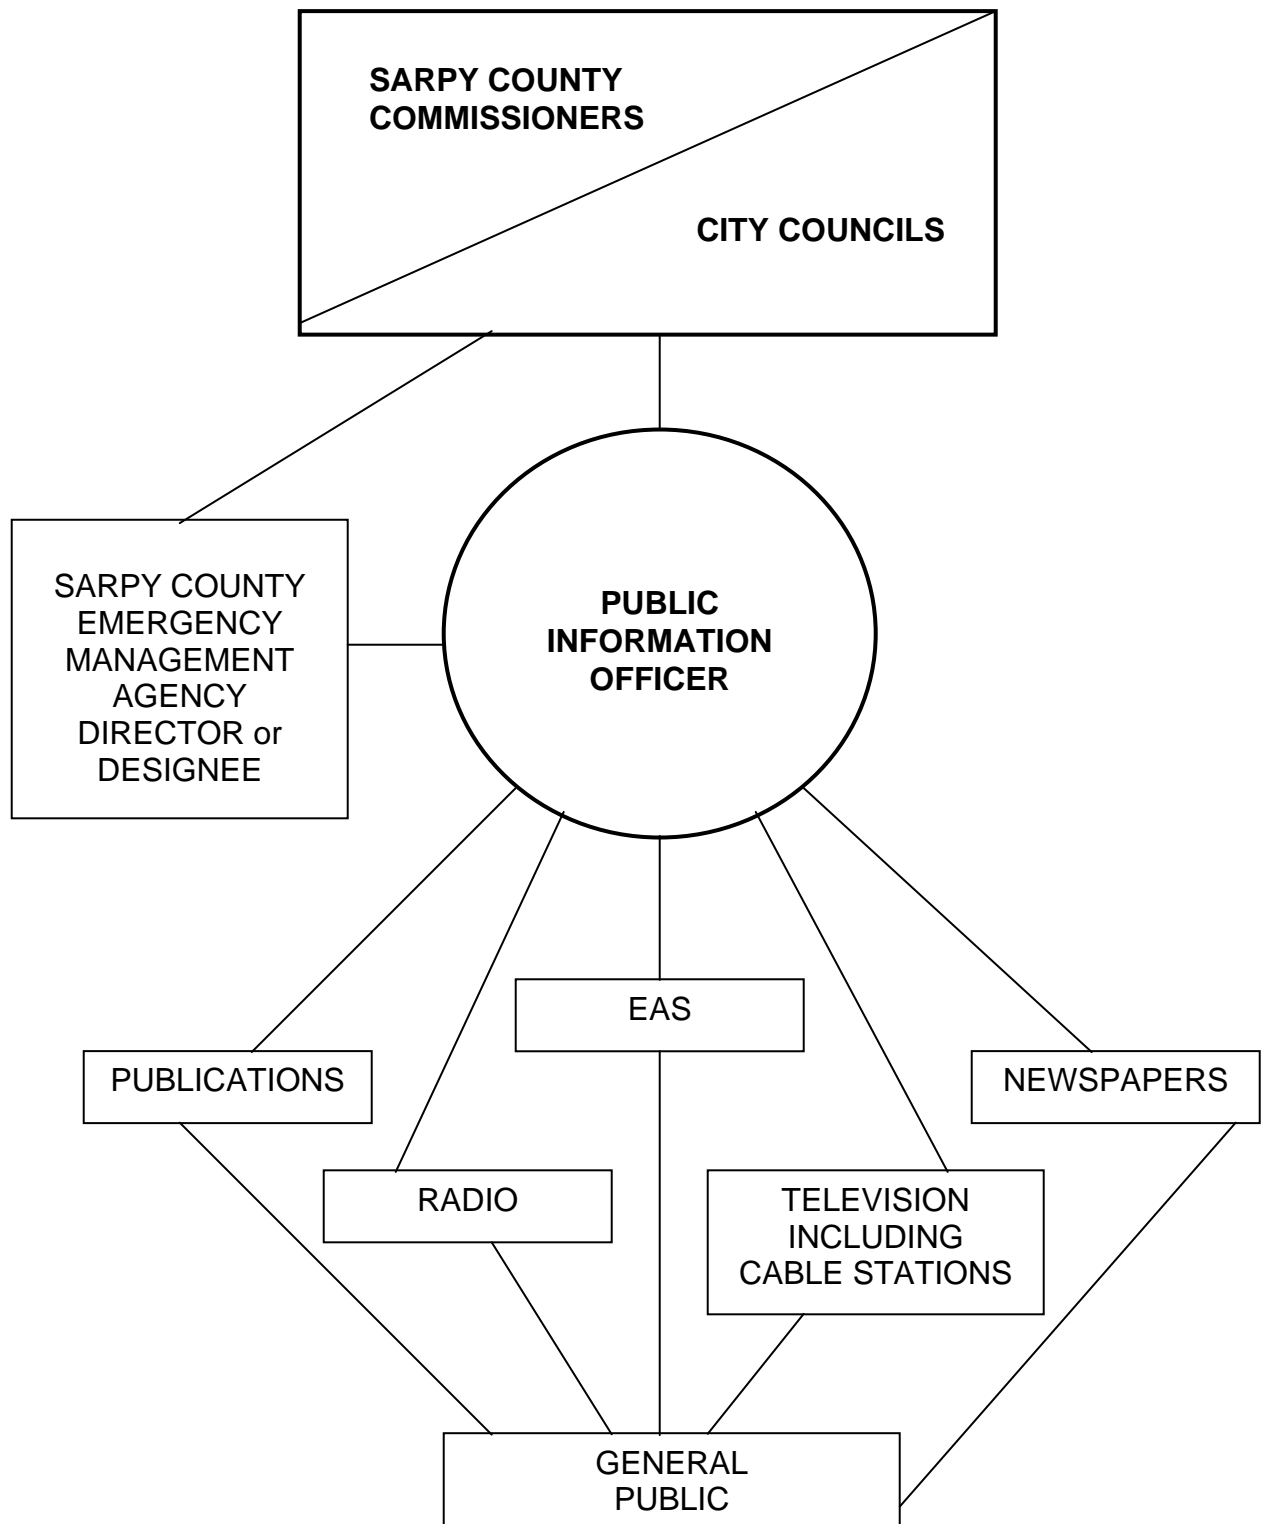 SARPY COUNTY
COMMISSIONERS
CITY COUNCILS
SARPY COUNTY
EMERGENCY
MANAGEMENT
AGENCY
DIRECTOR or
DESIGNEE
PUBLIC
INFORMATION
OFFICER
EAS
PUBLICATIONS
NEWSPAPERS
RADIO
TELEVISION
INCLUDING
CABLE STATIONS
GENERAL
PUBLIC